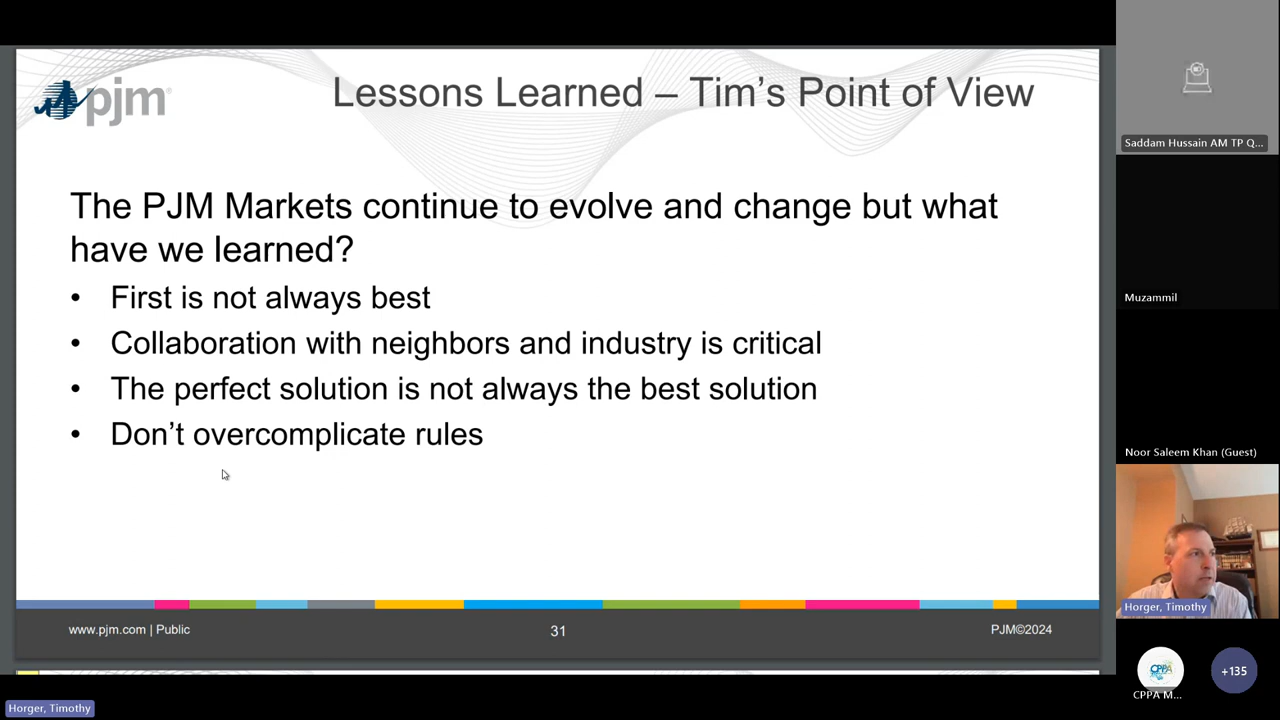 pjm
Lessons Learned – Tim's Point of View
The PJM Markets continue to evolve and change but what
have we learned?
• First is not always best
• Collaboration with neighbors and industry is critical
• The perfect solution is not always the best solution
• Don't overcomplicate rules
www.pjm.com | Public
31
PJM©2024
Saddam Hussain AM TP Q...
Muzammil
Noor Saleem Khan (Guest)
Horger, Timothy
CPPA
CPPA M...
+135
Horger, Timothy